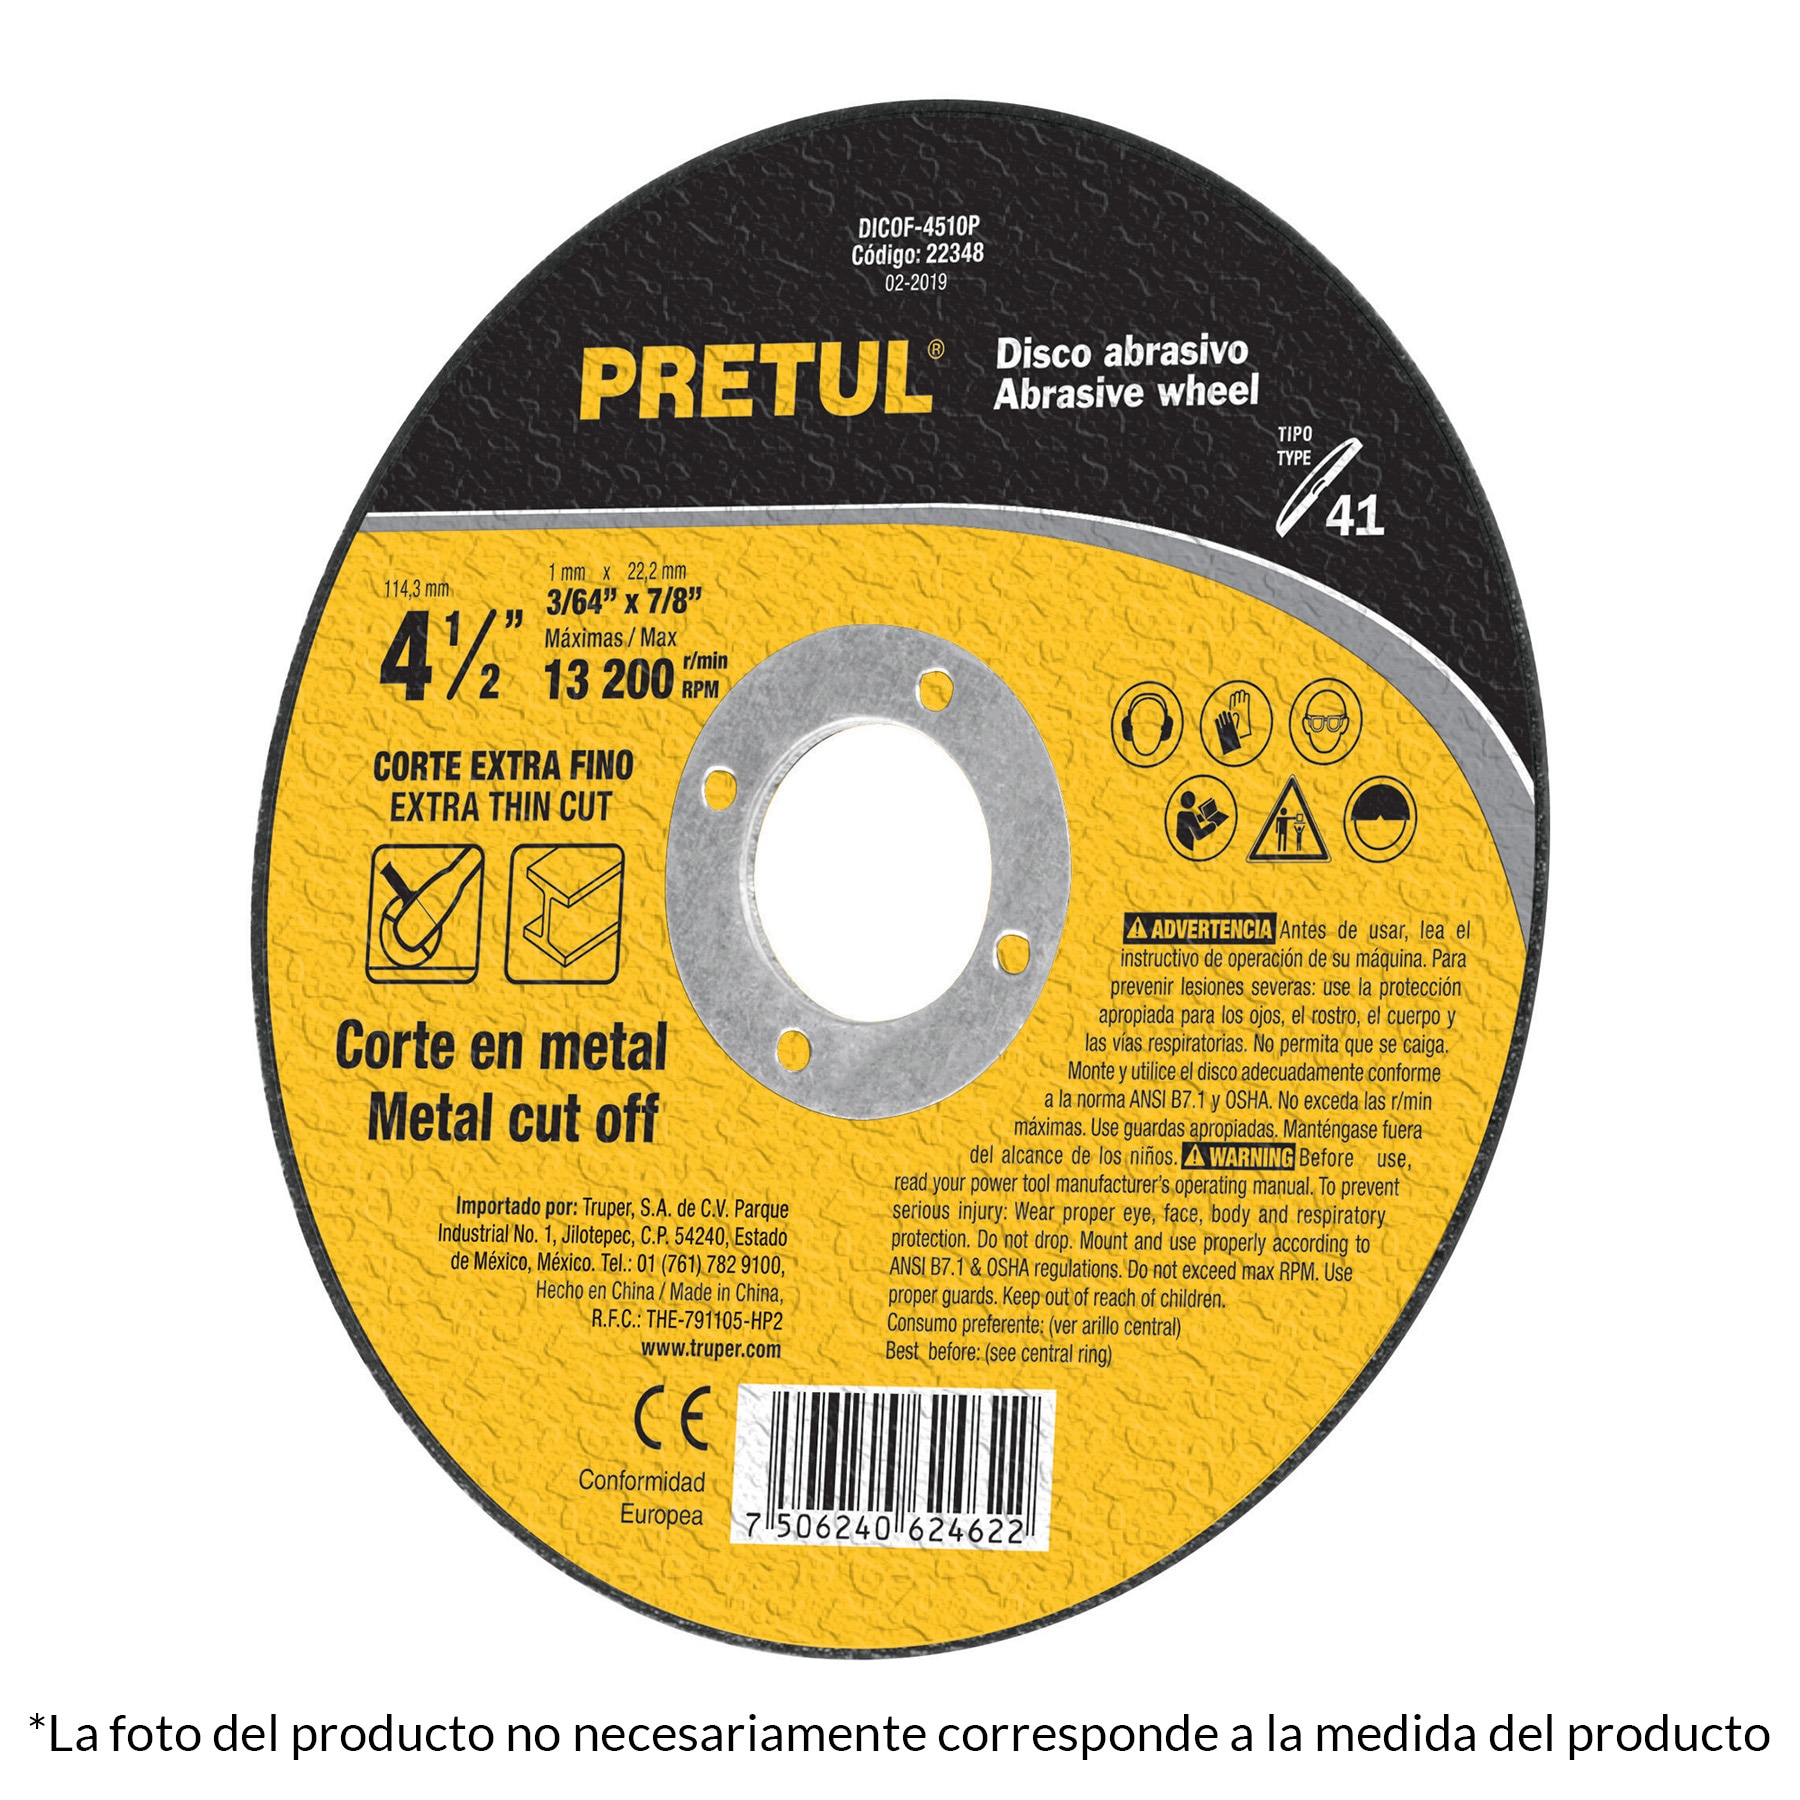 DICOF-4510P
Código: 22348
02-2019
PRETUL®
Disco abrasivo
Abrasive wheel
TIPO
TYPE
41
114,3 mm
4 1/2”
1 mm x 22,2 mm
3/64” x 7/8”
Máximas / Max
13 200 r/min RPM
CORTE EXTRA FINO
EXTRA THIN CUT
Corte en metal
Metal cut off
ADVERTENCIA Antes de usar, lea el
instructivo de operación de su máquina. Para
prevenir lesiones severas: use la protección
apropiada para los ojos, el rostro, el cuerpo y
las vías respiratorias. No permita que se caiga.
Monte y utilice el disco adecuadamente conforme
a la norma ANSI B7.1 y OSHA. No exceda las r/min
máximas. Use guardas apropiadas. Manténgase fuera
del alcance de los niños. WARNING Before use,
read your power tool manufacturer’s operating manual. To prevent
serious injury: Wear proper eye, face, body and respiratory
protection. Do not drop. Mount and use properly according to
ANSI B7.1 & OSHA regulations. Do not exceed max RPM. Use
proper guards. Keep out of reach of children.
Consumo preferente: (ver arillo central)
Best before: (see central ring)
Importado por: Truper, S.A. de C.V. Parque
Industrial No. 1, Jilotepec, C.P. 54240, Estado
de México, México. Tel.: 01 (761) 782 9100,
Hecho en China / Made in China,
R.F.C.: THE-791105-HP2
www.truper.com
CE
Conformidad
Europea
7 506240 624622
*La foto del producto no necesariamente corresponde a la medida del producto